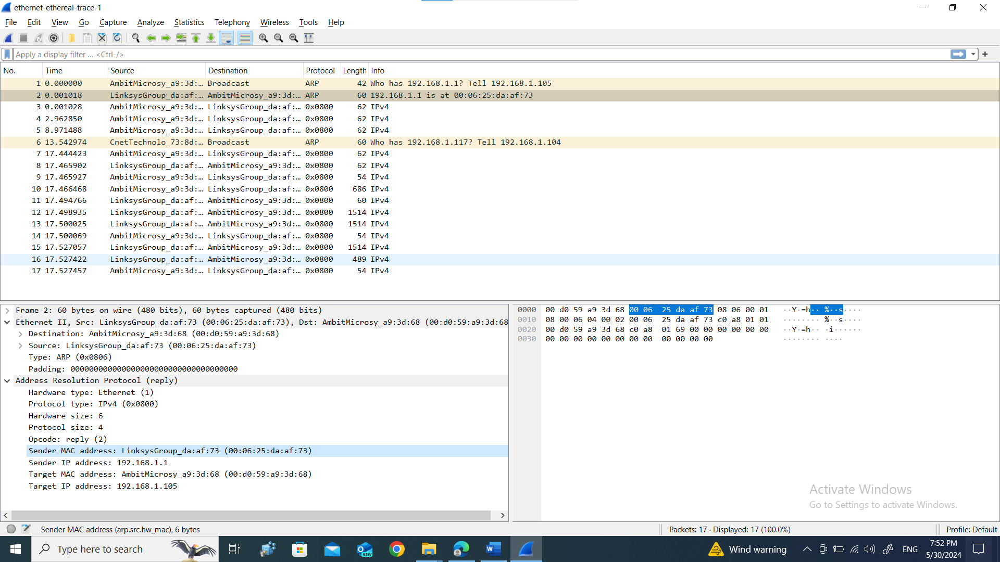 ethernet-ethereal-trace-1
File Edit View Go Capture Analyze Statistics Telephony Wireless Tools Help
Apply a display filter … <Ctrl-/>
No. Time Source Destination Protocol Length Info
1 0.000000 AmbitMicrosy_a9:3d:… Broadcast ARP 42 Who has 192.168.1.1? Tell 192.168.1.105
2 0.001018 LinksysGroup_da:af:… AmbitMicrosy_a9:3d:… ARP 60 192.168.1.1 is at 00:06:25:da:af:73
3 0.001028 AmbitMicrosy_a9:3d:… LinksysGroup_da:af:… 0x0800 62 IPv4
4 2.962850 AmbitMicrosy_a9:3d:… LinksysGroup_da:af:… 0x0800 62 IPv4
5 8.971488 AmbitMicrosy_a9:3d:… LinksysGroup_da:af:… 0x0800 62 IPv4
6 13.542974 CnetTechnolo_73:8d:… Broadcast ARP 60 Who has 192.168.1.117? Tell 192.168.1.104
7 17.444423 AmbitMicrosy_a9:3d:… LinksysGroup_da:af:… 0x0800 62 IPv4
8 17.465902 LinksysGroup_da:af:… AmbitMicrosy_a9:3d:… 0x0800 62 IPv4
9 17.465927 AmbitMicrosy_a9:3d:… LinksysGroup_da:af:… 0x0800 54 IPv4
10 17.466468 AmbitMicrosy_a9:3d:… LinksysGroup_da:af:… 0x0800 686 IPv4
11 17.494766 LinksysGroup_da:af:… AmbitMicrosy_a9:3d:… 0x0800 60 IPv4
12 17.498935 LinksysGroup_da:af:… AmbitMicrosy_a9:3d:… 0x0800 1514 IPv4
13 17.500025 LinksysGroup_da:af:… AmbitMicrosy_a9:3d:… 0x0800 1514 IPv4
14 17.500069 AmbitMicrosy_a9:3d:… LinksysGroup_da:af:… 0x0800 54 IPv4
15 17.527057 LinksysGroup_da:af:… AmbitMicrosy_a9:3d:… 0x0800 1514 IPv4
16 17.527422 LinksysGroup_da:af:… AmbitMicrosy_a9:3d:… 0x0800 489 IPv4
17 17.527457 AmbitMicrosy_a9:3d:… LinksysGroup_da:af:… 0x0800 54 IPv4
Frame 2: 60 bytes on wire (480 bits), 60 bytes captured (480 bits)
Ethernet II, Src: LinksysGroup_da:af:73 (00:06:25:da:af:73), Dst: AmbitMicrosy_a9:3d:68 (00:d0:59:a9:3d:68
Destination: AmbitMicrosy_a9:3d:68 (00:d0:59:a9:3d:68)
Source: LinksysGroup_da:af:73 (00:06:25:da:af:73)
Type: ARP (0x0806)
Padding: 000000000000000000000000000000000000
Address Resolution Protocol (reply)
Hardware type: Ethernet (1)
Protocol type: IPv4 (0x0800)
Hardware size: 6
Protocol size: 4
Opcode: reply (2)
Sender MAC address: LinksysGroup_da:af:73 (00:06:25:da:af:73)
Sender IP address: 192.168.1.1
Target MAC address: AmbitMicrosy_a9:3d:68 (00:d0:59:a9:3d:68)
Target IP address: 192.168.1.105
0000 00 d0 59 a9 3d 68 00 06 25 da af 73 08 06 00 01 ··Y·=h·· %··s····
0010 08 00 06 04 00 02 00 06 25 da af 73 c0 a8 01 01 ········ %··s····
0020 00 d0 59 a9 3d 68 c0 a8 01 69 00 00 00 00 00 00 ··Y·=h·· ·i······
0030 00 00 00 00 00 00 00 00 00 00 00 00 ········ ····
Activate Windows
Go to Settings to activate Windows.
Sender MAC address (arp.src.hw_mac), 6 bytes
Packets: 17 · Displayed: 17 (100.0%)
Profile: Default
Type here to search
NEW
Wind warning
ENG
7:52 PM
5/30/2024